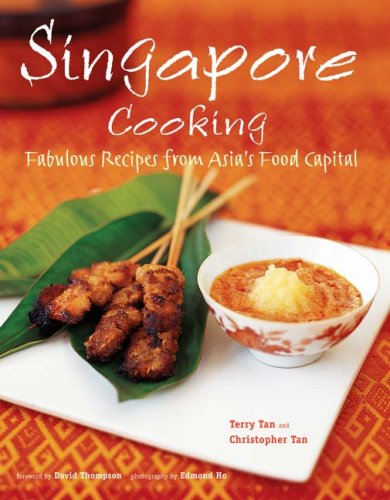 Singapore
Cooking
Fabulous Recipes from Asia's Food Capital
Terry Tan and
Christopher Tan
foreword by David Thompson photography by Edmond Ho